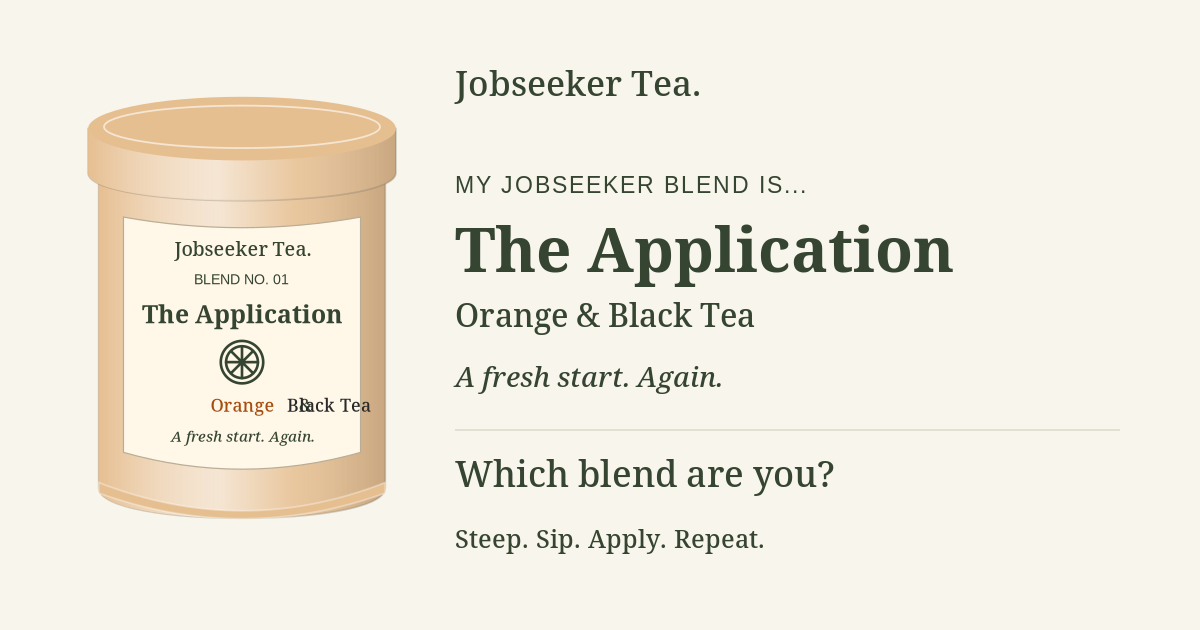 Jobseeker Tea.
BLEND NO. 01
The Application
Orange & Black Tea
A fresh start. Again.
Jobseeker Tea.
MY JOBSEEKER BLEND IS...
The Application
Orange & Black Tea
A fresh start. Again.
Which blend are you?
Steep. Sip. Apply. Repeat.